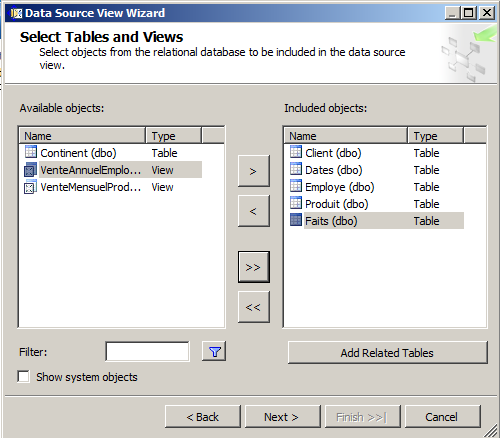 Data Source View Wizard
Select Tables and Views
Select objects from the relational database to be included in the data source
view.
Available objects:
Included objects:
Name Type
Continent (dbo) Table
VenteAnnuelEmplo... View
VenteMensuelProd... View
>
<
>>
<<
Name Type
Client (dbo) Table
Dates (dbo) Table
Employe (dbo) Table
Produit (dbo) Table
Faits (dbo) Table
Filter:
Add Related Tables
Show system objects
< Back Next > Finish >>| Cancel